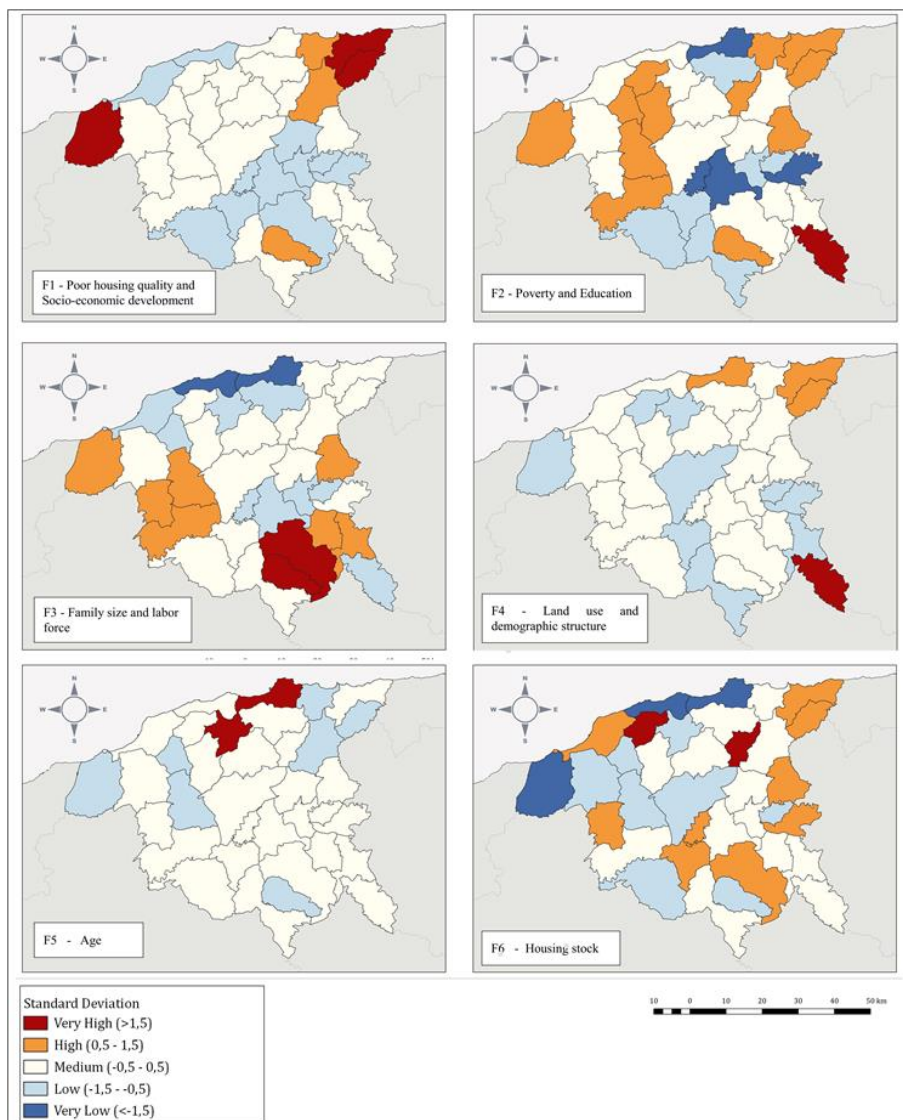 N
W E
S
F1 - Poor housing quality and
Socio-economic development
N
W E
S
F2 - Poverty and Education
N
W E
S
F3 - Family size and labor
force
N
W E
S
F4 - Land use and
demographic structure
N
W E
S
F5 - Age
N
W E
S
F6 - Housing stock
Standard Deviation
Very High (>1,5)
High (0,5 - 1,5)
Medium (-0,5 - 0,5)
Low (-1,5 - -0,5)
Very Low (<-1,5)
10 0 10 20 30 40 50 km